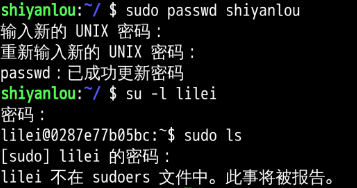 shiyanlou:~/ $ sudo passwd shiyanlou
输入新的 UNIX 密码：
重新输入新的 UNIX 密码：
passwd：已成功更新密码
shiyanlou:~/ $ su -l lilei
密码：
lilei@0287e77b05bc:~$ sudo ls
[sudo] lilei 的密码：
lilei 不在 sudoers 文件中。此事将被报告。